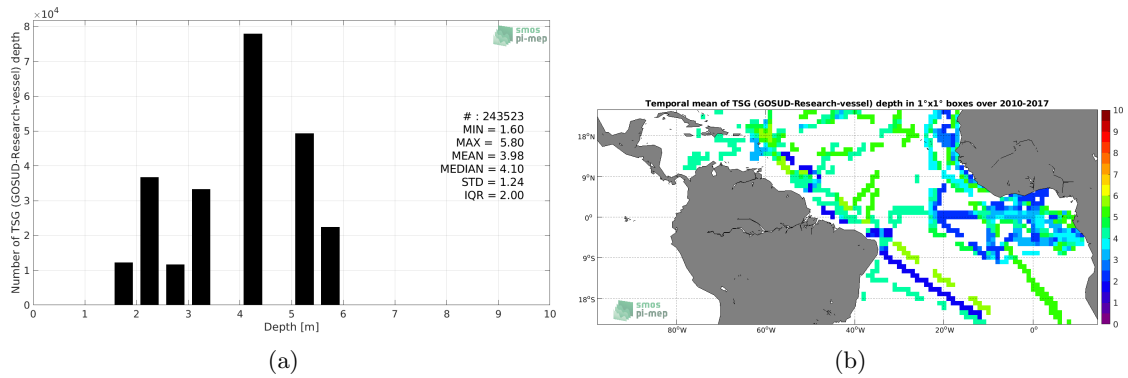 ×10⁴
8
7
6
5
4
3
2
1
0
Number of TSG (GOSUD-Research-vessel) depth
smos
pi-mep
# : 243523
MIN = 1.60
MAX = 5.80
MEAN = 3.98
MEDIAN = 4.10
STD = 1.24
IQR = 2.00
0 1 2 3 4 5 6 7 8 9 10
Depth [m]
(a)
Temporal mean of TSG (GOSUD-Research-vessel) depth in 1°x1° boxes over 2010-2017
18°N
9°N
0°
9°S
18°S
80°W 60°W 40°W 20°W 0°
smos
pi-mep
10
9
8
7
6
5
4
3
2
1
0
(b)